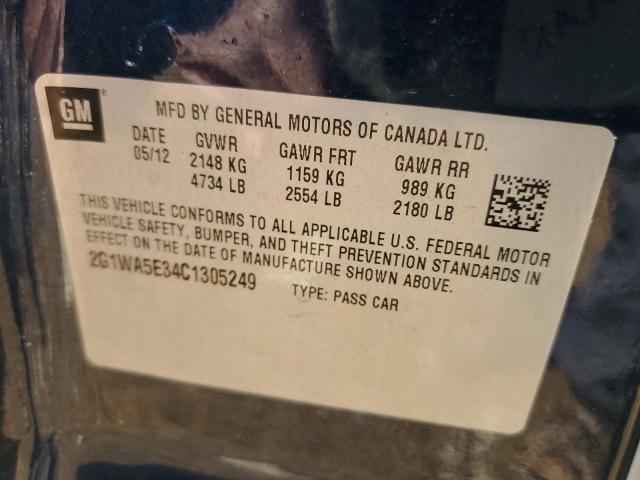 GM ®
MFD BY GENERAL MOTORS OF CANADA LTD.
DATE GVWR GAWR FRT GAWR RR
05/12 2148 KG 1159 KG 989 KG
4734 LB 2554 LB 2180 LB
THIS VEHICLE CONFORMS TO ALL APPLICABLE U.S. FEDERAL MOTOR
VEHICLE SAFETY, BUMPER, AND THEFT PREVENTION STANDARDS IN
EFFECT ON THE DATE OF MANUFACTURE SHOWN ABOVE.
2G1WA5E34C1305249 TYPE: PASS CAR